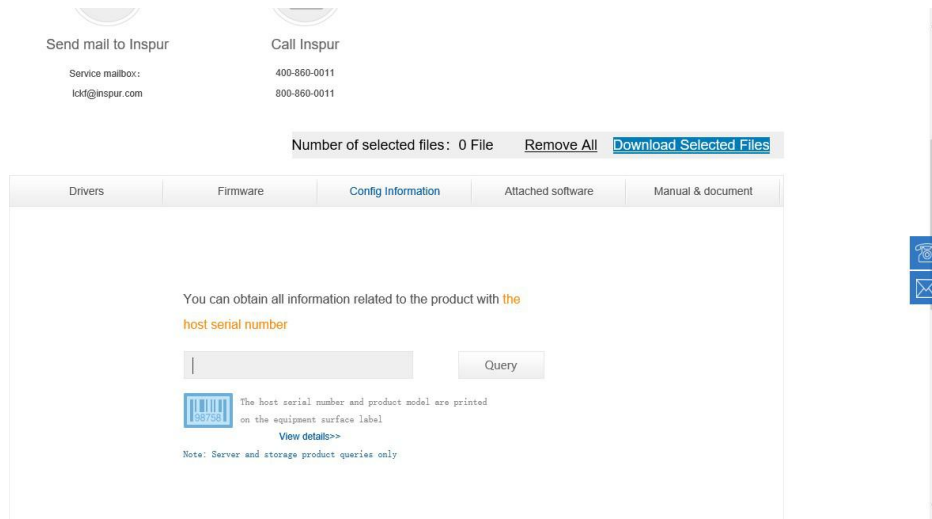 Send mail to Inspur
Call Inspur
Service mailbox:
400-860-0011
lckf@inspur.com
800-860-0011
Number of selected files: 0 File Remove All Download Selected Files
Drivers Firmware Config Information Attached software Manual & document
You can obtain all information related to the product with the
host serial number
Query
98758
The host serial number and product model are printed
on the equipment surface label
View details>>
Note: Server and storage product queries only